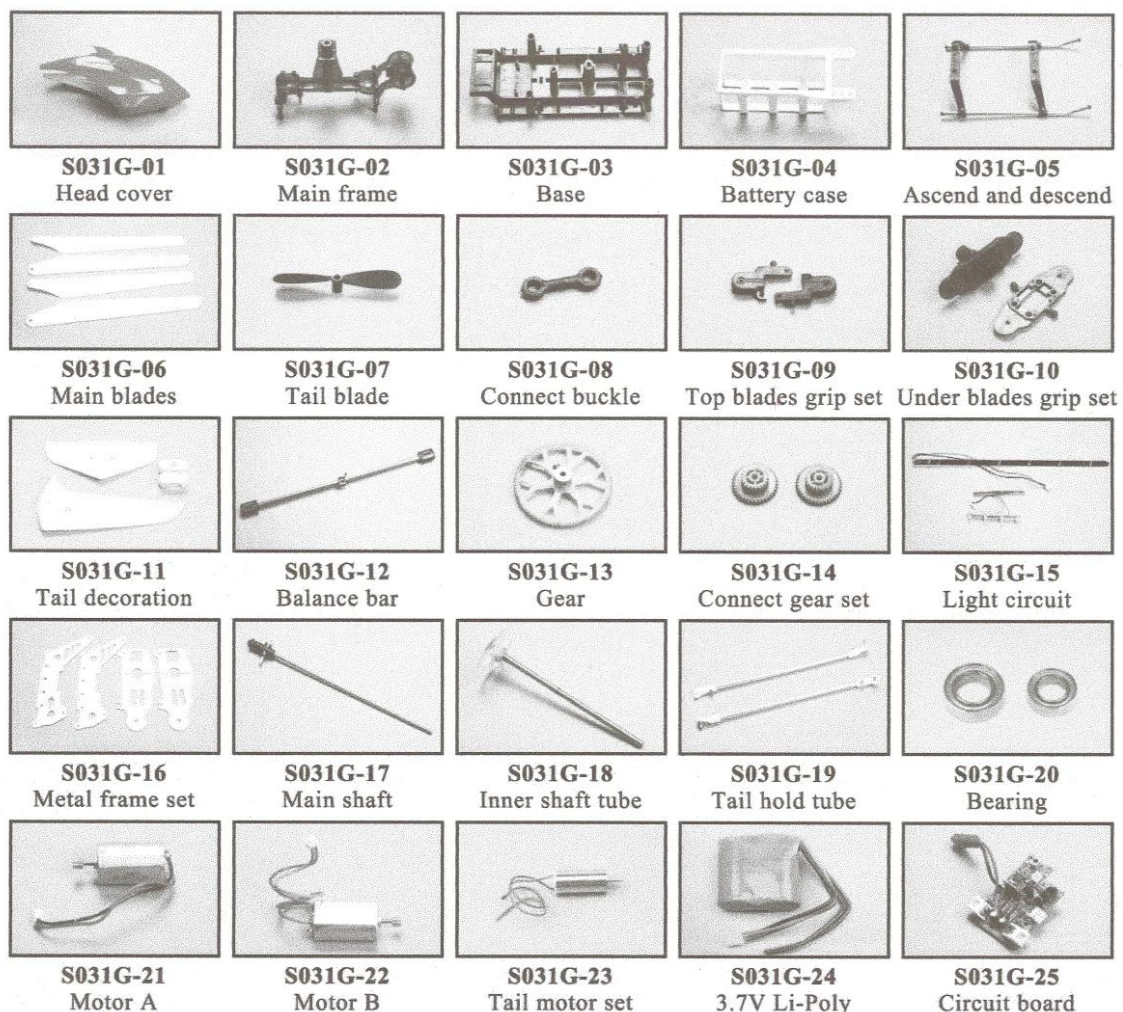 S031G-01 S031G-02 S031G-03 S031G-04 S031G-05
Head cover Main frame Base Battery case Ascend and descend
S031G-06 S031G-07 S031G-08 S031G-09 S031G-10
Main blades Tail blade Connect buckle Top blades grip set Under blades grip set
S031G-11 S031G-12 S031G-13 S031G-14 S031G-15
Tail decoration Balance bar Gear Connect gear set Light circuit
S031G-16 S031G-17 S031G-18 S031G-19 S031G-20
Metal frame set Main shaft Inner shaft tube Tail hold tube Bearing
S031G-21 S031G-22 S031G-23 S031G-24 S031G-25
Motor A Motor B Tail motor set 3.7V Li-Poly Circuit board